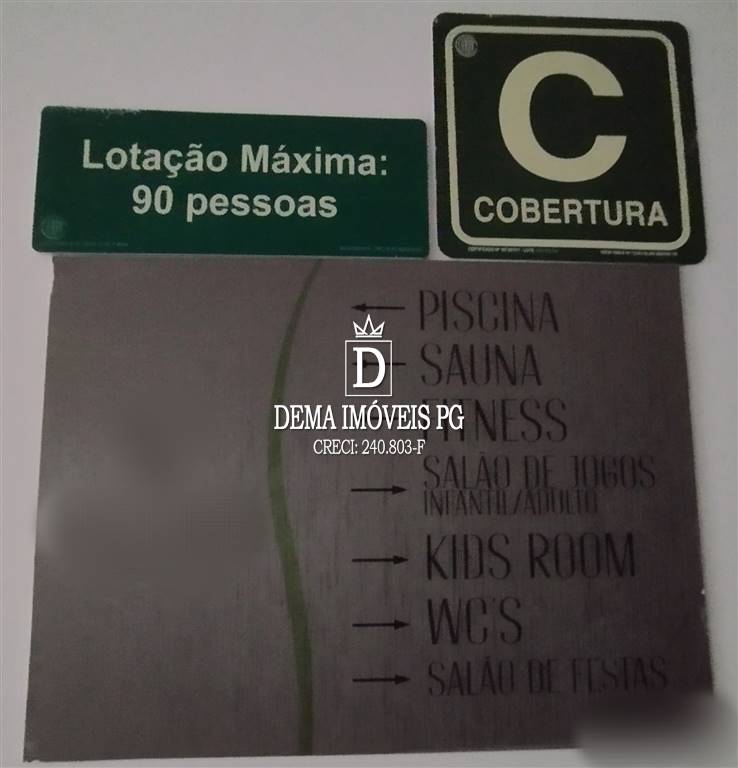 Lotação Máxima:
90 pessoas
C
COBERTURA
PISCINA
SAUNA
FITNESS
SALÃO DE JOGOS
INFANTIL/ADULTO
KIDS ROOM
WC'S
SALÃO DE FESTAS
D
DEMA IMÓVEIS PG
CRECI: 240.803-F